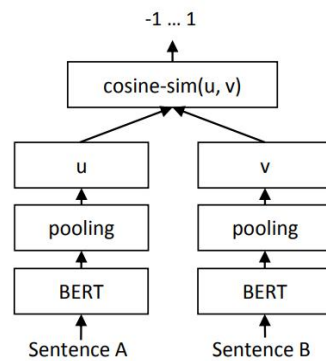 -1 … 1
cosine-sim(u, v)
u v
pooling pooling
BERT BERT
Sentence A Sentence B